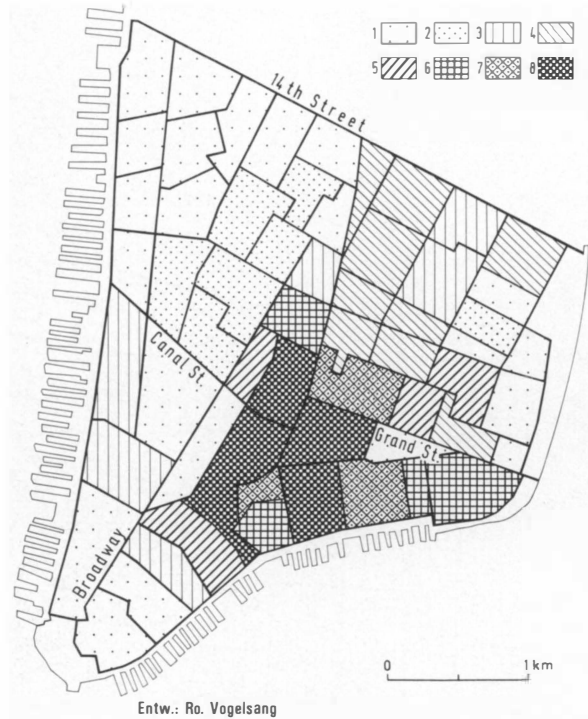 1 2 3 4
5 6 7 8
14th Street
Canal St.
Grand St.
Broadway
0 1 km
Entw.: Ro. Vogelsang